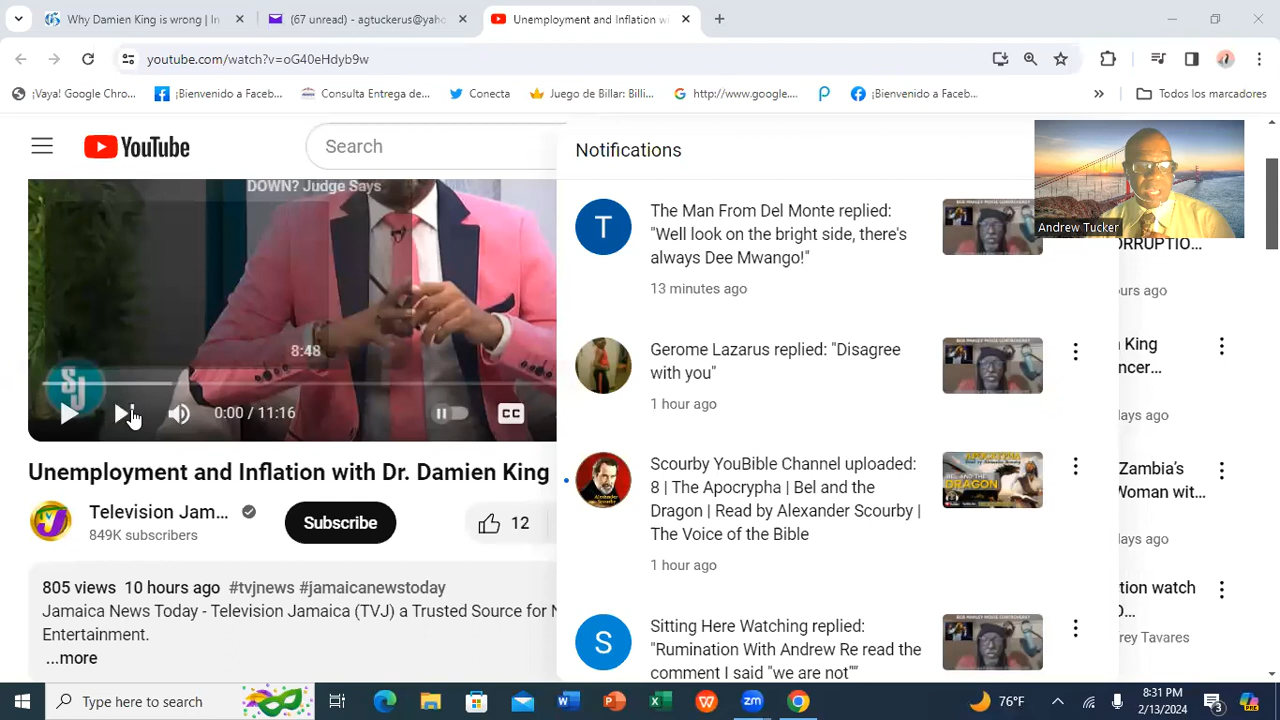 Why Damien King is wrong | In
(67 unread) - agtuckerus@yaho
Unemployment and Inflation wi
youtube.com/watch?v=oG40eHdyb9w
¡Vaya! Google Chro...
¡Bienvenido a Faceb...
Consulta Entrega de...
Conecta
Juego de Billar: Billi...
http://www.google....
¡Bienvenido a Faceb...
»
Todos los marcadores
YouTube
Search
DOWN? Judge Says
8:48
SJ
0:00 / 11:16
CC
Unemployment and Inflation with Dr. Damien King
Television Jam...
849K subscribers
Subscribe
12
805 views 10 hours ago #tvjnews #jamaicanewstoday
Jamaica News Today - Television Jamaica (TVJ) a Trusted Source for N
Entertainment.
...more
Notifications
T
The Man From Del Monte replied:
"Well look on the bright side, there's
always Dee Mwango!"
13 minutes ago
Gerome Lazarus replied: "Disagree
with you"
1 hour ago
Scourby YouBible Channel uploaded:
8 | The Apocrypha | Bel and the
Dragon | Read by Alexander Scourby |
The Voice of the Bible
1 hour ago
BEL AND THE
DRAGON
S
Sitting Here Watching replied:
"Rumination With Andrew Re read the
comment I said "we are not""
Andrew Tucker
ORRUPTIO...
ours ago
n King
ncer...
days ago
Zambia's
Woman wit...
days ago
tion watch
O...
rey Tavares
Type here to search
76°F
8:31 PM
2/13/2024
3